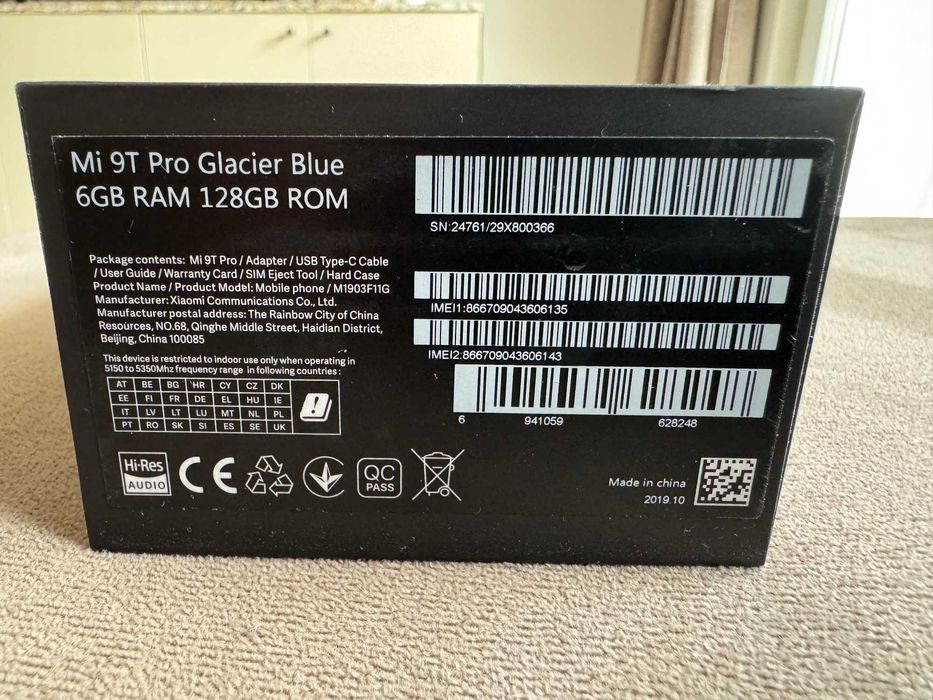 Mi 9T Pro Glacier Blue
6GB RAM 128GB ROM
SN:24761/29X800366
Package contents: Mi 9T Pro / Adapter / USB Type-C Cable
/ User Guide / Warranty Card / SIM Eject Tool / Hard Case
Product Name / Product Model: Mobile phone / M1903F11G
Manufacturer: Xiaomi Communications Co., Ltd.
Manufacturer postal address: The Rainbow City of China
Resources, NO.68, Qinghe Middle Street, Haidian District,
Beijing, China 100085
IMEI1:866709043606135
IMEI2:866709043606143
This device is restricted to indoor use only when operating in
5150 to 5350Mhz frequency range in following countries :
AT BE BG HR CY CZ DK
EE FI FR DE EL HU IE
IT LV LT LU MT NL PL
PT RO SK SI ES SE UK
6 941059 628248
Hi-Res
AUDIO
CE
QC
PASS
Made in china
2019.10